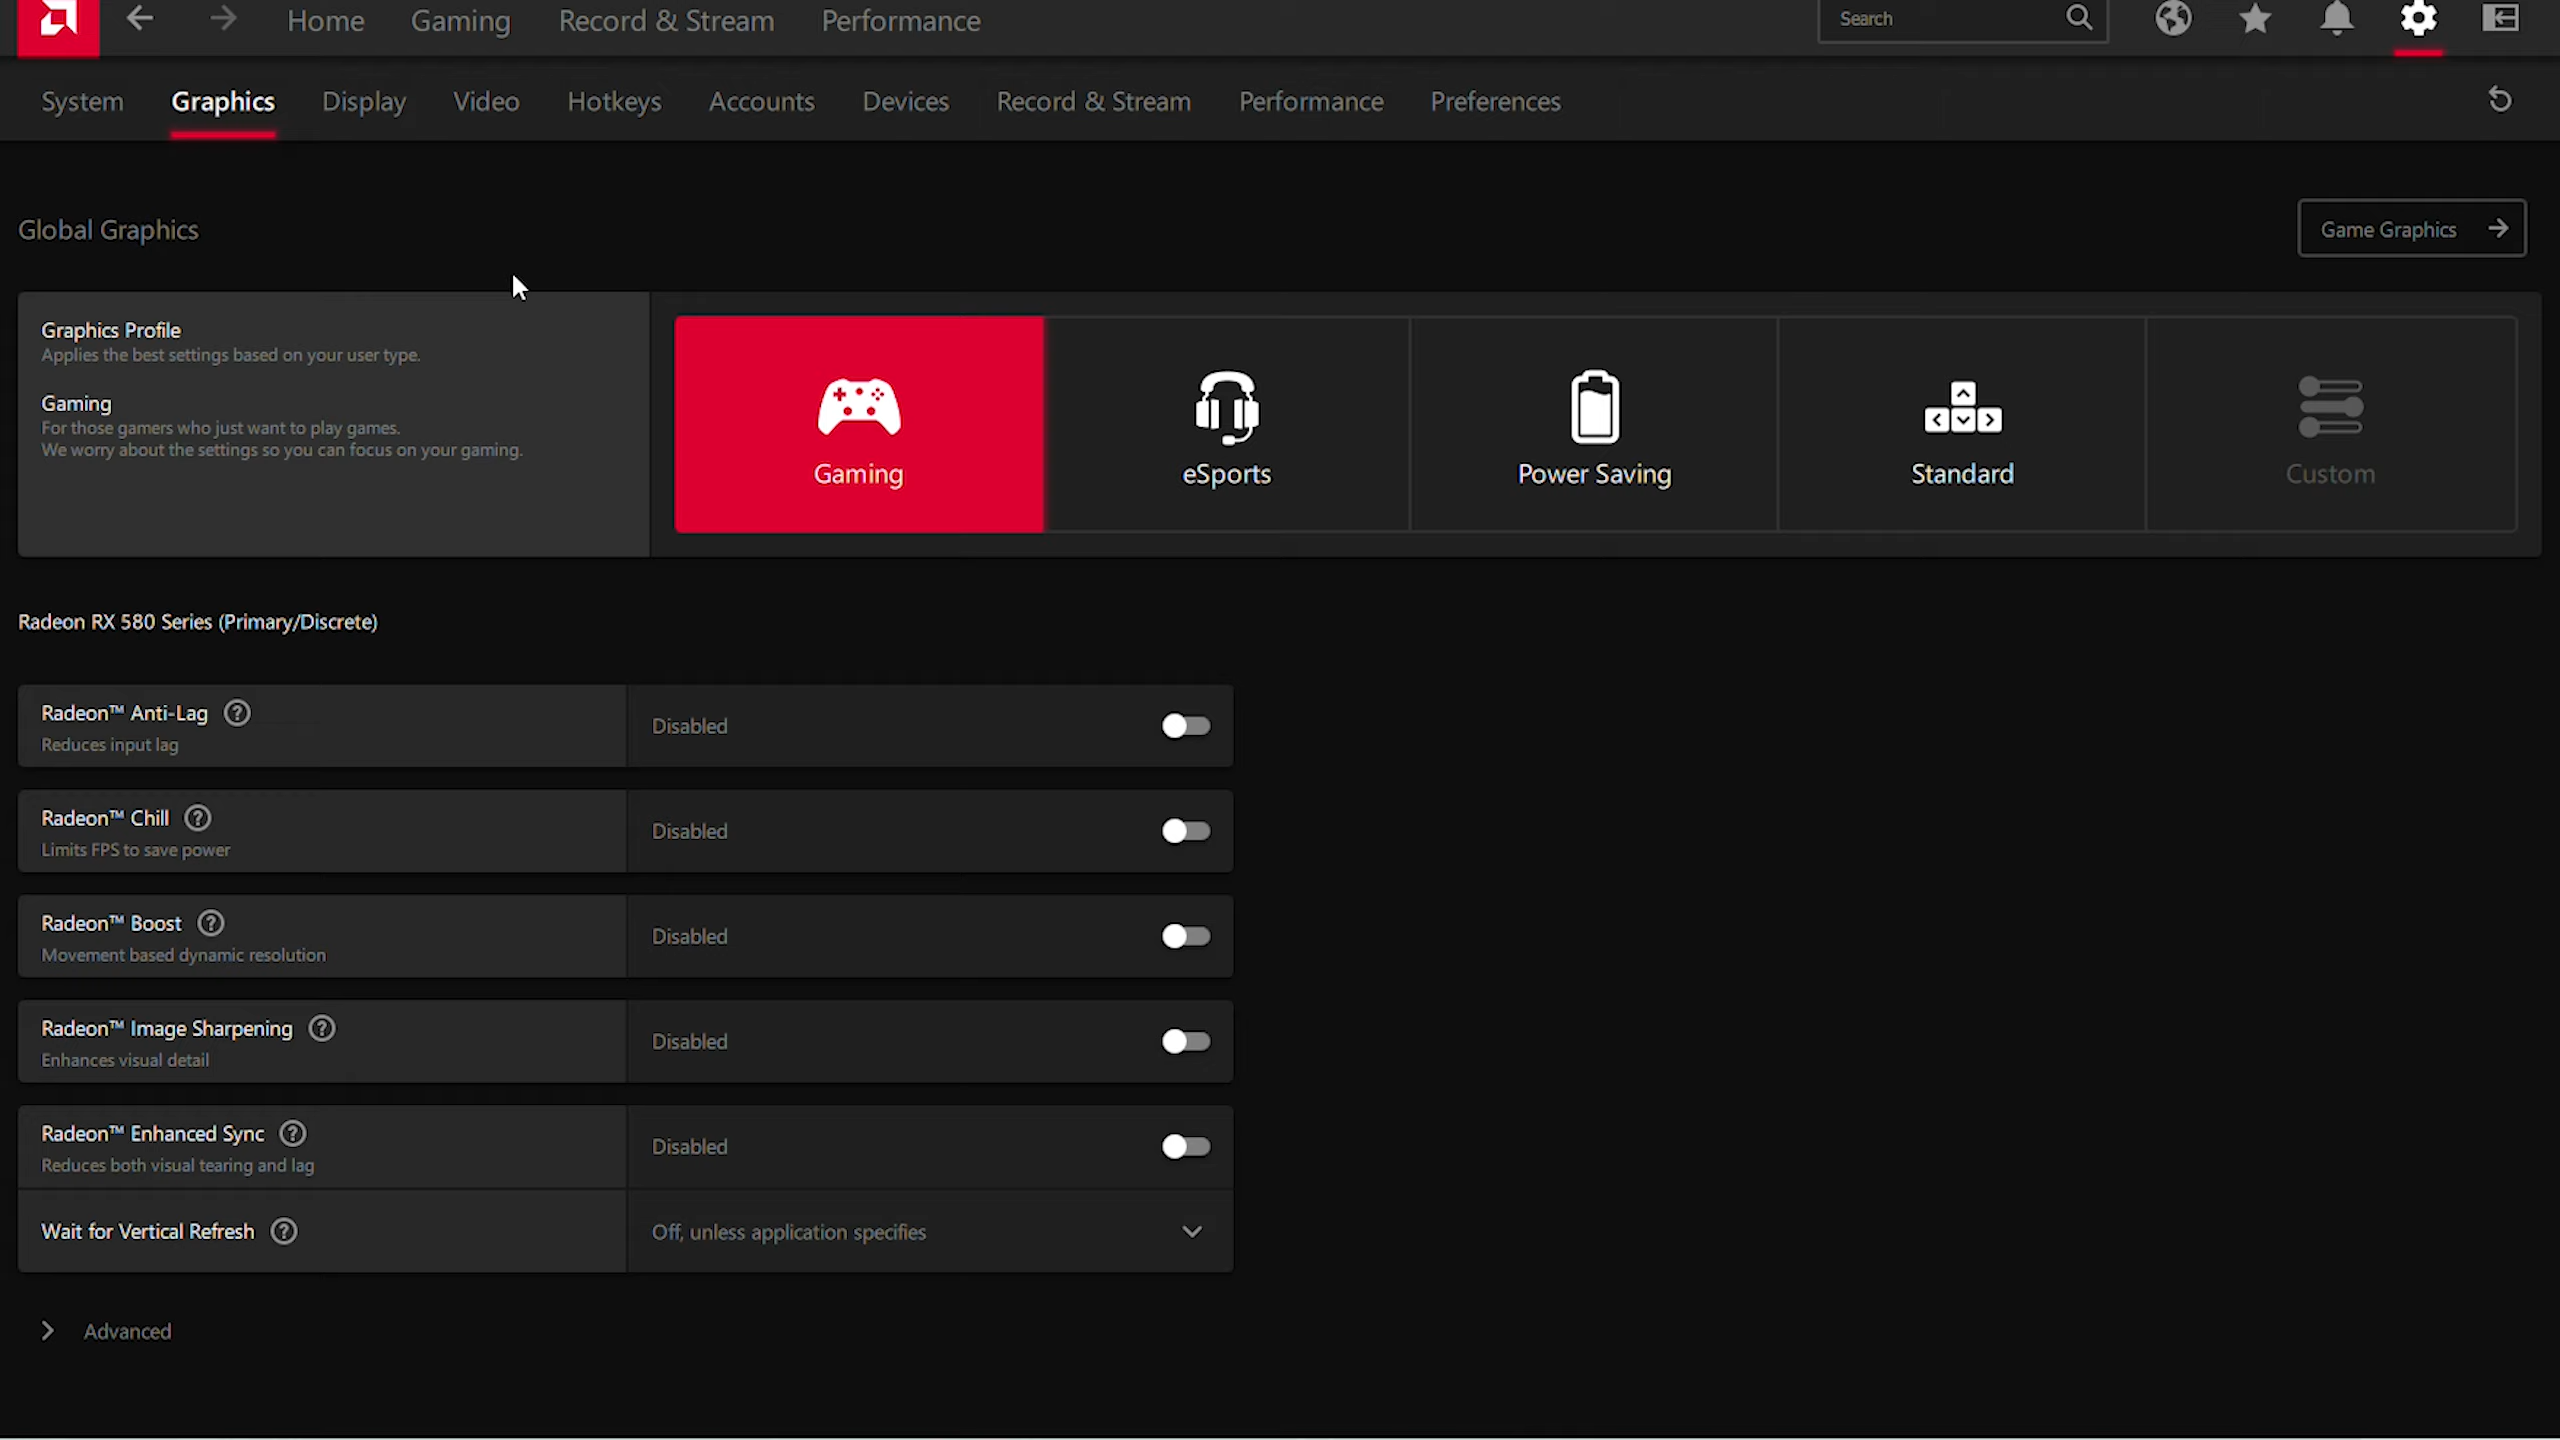 Home Gaming Record & Stream Performance Search
System Graphics Display Video Hotkeys Accounts Devices Record & Stream Performance Preferences
Global Graphics
Game Graphics
Graphics Profile
Applies the best settings based on your user type.
Gaming
For those gamers who just want to play games.
We worry about the settings so you can focus on your gaming.
Gaming eSports Power Saving Standard Custom
Radeon RX 580 Series (Primary/Discrete)
Radeon™ Anti-Lag
Reduces input lag
Disabled
Radeon™ Chill
Limits FPS to save power
Disabled
Radeon™ Boost
Movement based dynamic resolution
Disabled
Radeon™ Image Sharpening
Enhances visual detail
Disabled
Radeon™ Enhanced Sync
Reduces both visual tearing and lag
Disabled
Wait for Vertical Refresh
Off, unless application specifies
Advanced